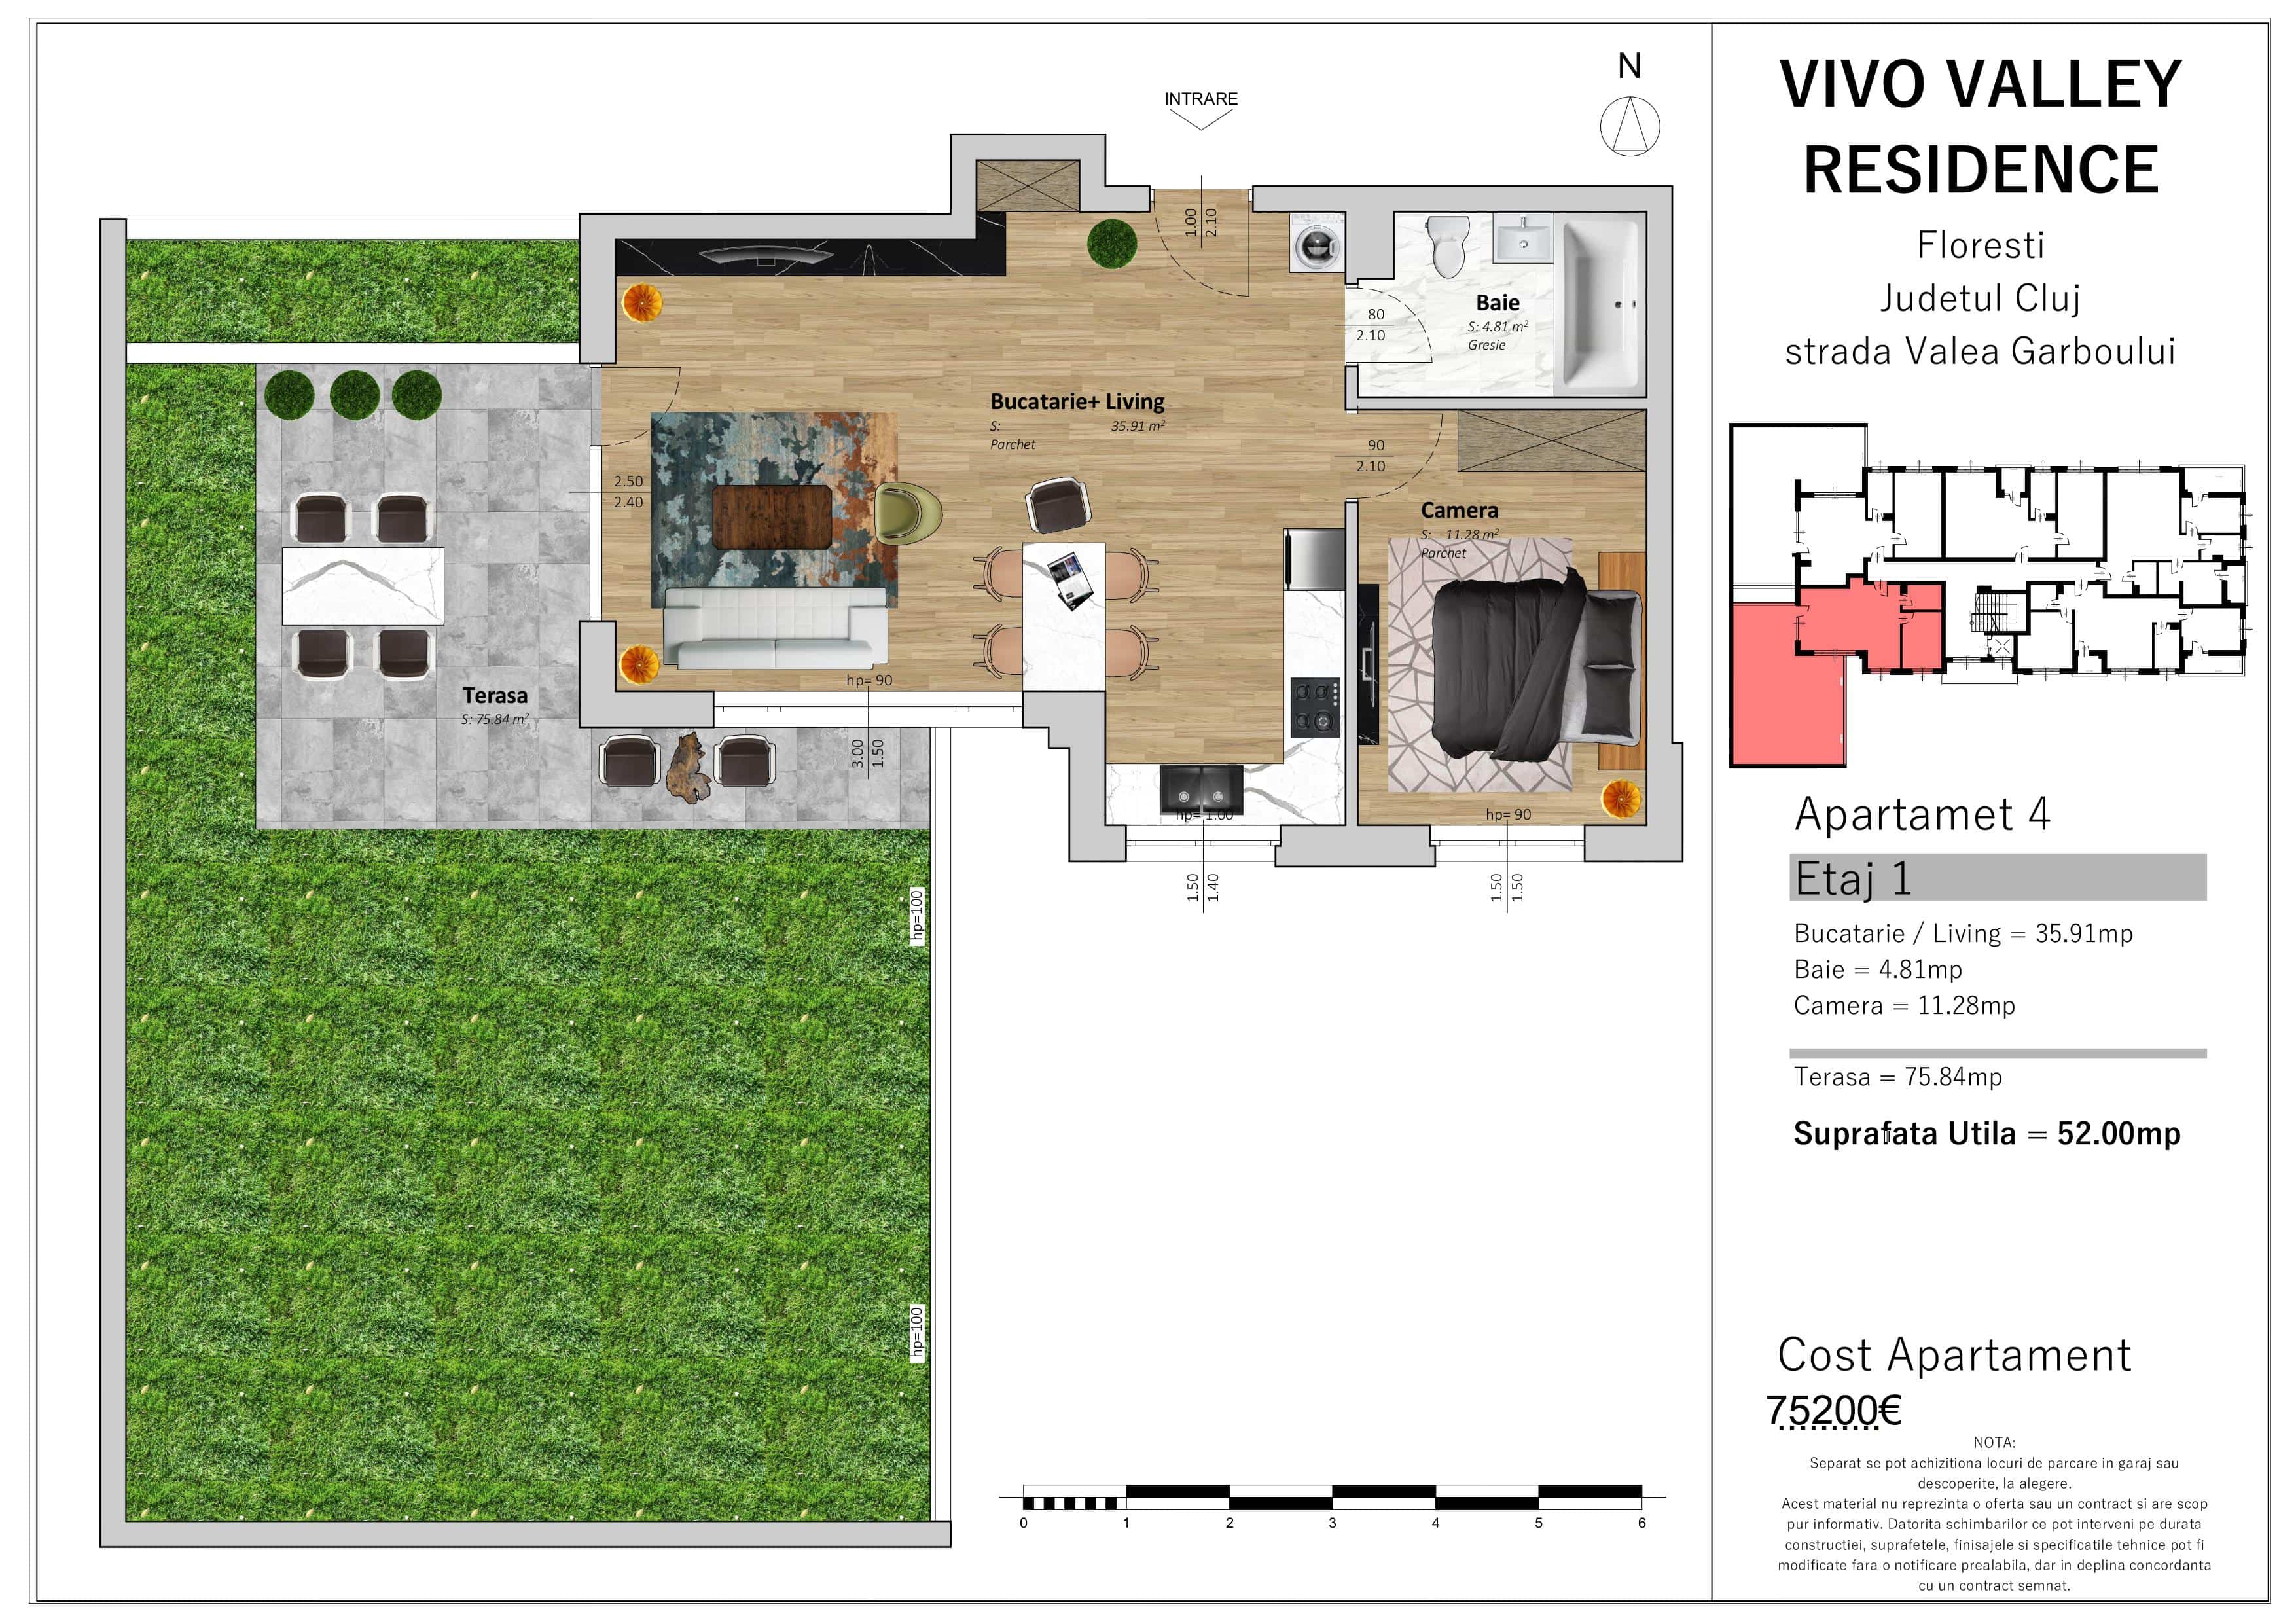 N
INTRARE
1.00
2.10
80
2.10
Baie
S: 4.81 m²
Gresie
Bucatarie+ Living
S: 35.91 m²
Parchet
90
2.10
2.50
2.40
Camera
S: 11.28 m²
Parchet
Terasa
S: 75.84 m²
hp= 90
3.00
1.50
hp= 1.00
hp= 90
1.50
1.40
1.50
1.50
hp=100
hp=100
0 1 2 3 4 5 6
VIVO VALLEY
RESIDENCE
Floresti
Judetul Cluj
strada Valea Garboului
Apartamet 4
Etaj 1
Bucatarie / Living = 35.91mp
Baie = 4.81mp
Camera = 11.28mp
Terasa = 75.84mp
Suprafata Utila = 52.00mp
Cost Apartament
75200€
NOTA:
Separat se pot achizitiona locuri de parcare in garaj sau
descoperite, la alegere.
Acest material nu reprezinta o oferta sau un contract si are scop
pur informativ. Datorita schimbarilor ce pot interveni pe durata
constructiei, suprafetele, finisajele si specificatile tehnice pot fi
modificate fara o notificare prealabila, dar in deplina concordanta
cu un contract semnat.